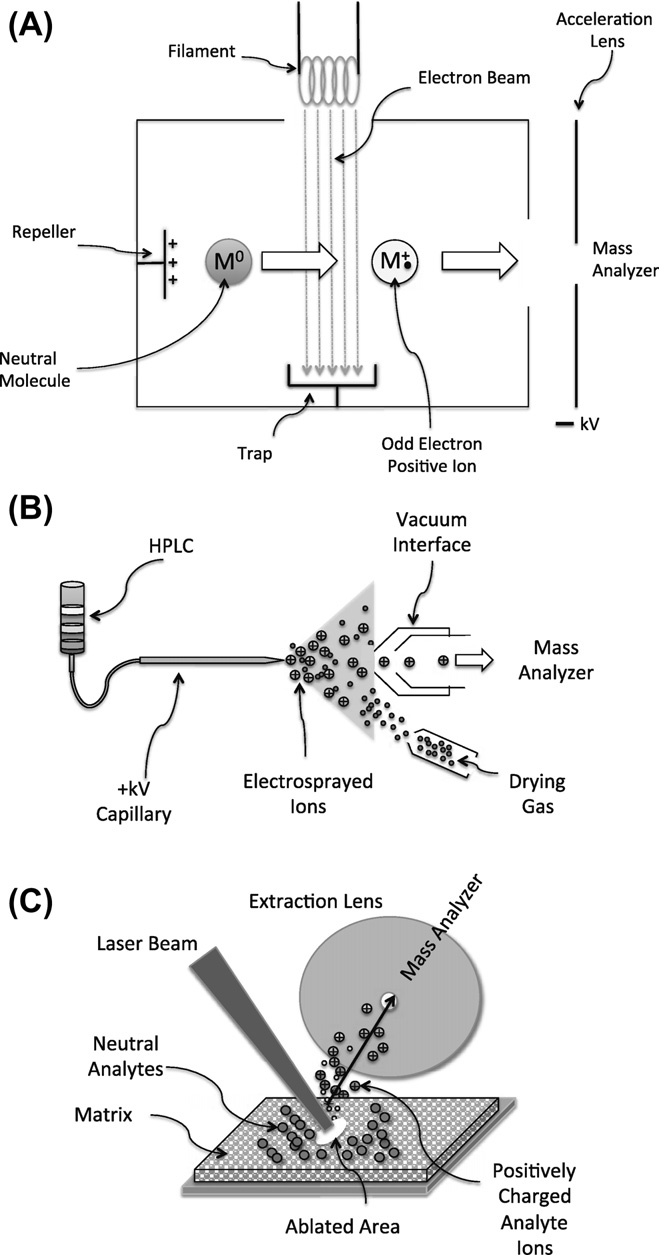 (A)
Filament
Electron Beam
Acceleration
Lens
Repeller
+
+
+
M⁰
M⁺•
Mass
Analyzer
Neutral
Molecule
Trap
Odd Electron
Positive Ion
− kV
(B)
HPLC
Vacuum
Interface
Mass
Analyzer
+kV
Capillary
Electrosprayed
Ions
Drying
Gas
(C)
Extraction Lens
Mass Analyzer
Laser Beam
Neutral
Analytes
Matrix
Ablated Area
Positively
Charged
Analyte
Ions